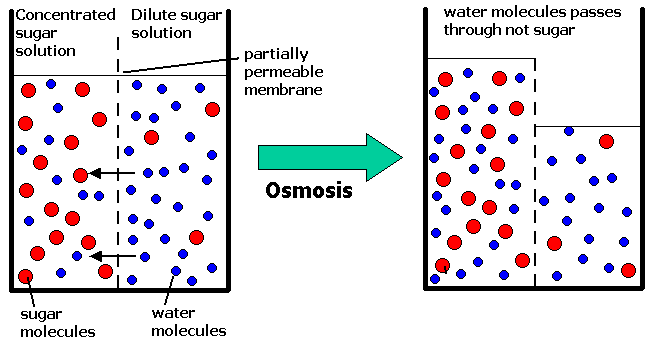 Concentrated
sugar
solution
Dilute sugar
solution
partially
permeable
membrane
water molecules passes
through not sugar
Osmosis
sugar
molecules
water
molecules